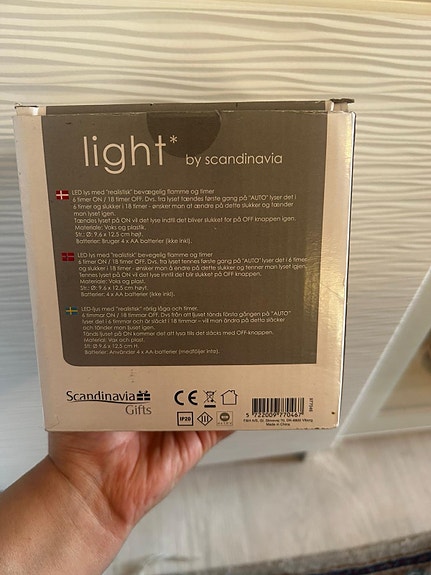 light* by scandinavia
LED lys med "realistisk" bevægelig flamme og timer
6 timer ON / 18 timer OFF. Dvs. fra lyset tændes første gang på "AUTO" lyser det i
6 timer og slukker i 18 timer - ønsker man at ændre på dette slukker og tænder
man lyset igen.
Tændes lyset på ON vil det lyse indtil det bliver slukket for på OFF knappen igen.
Materiale: Voks og plastik.
Str.: Ø: 9,6 x 12,5 cm højt.
Batterier: Bruger 4 x AA batterier (ikke inkl).
LED lys med "realistisk" bevegelig flamme og timer
6 timer ON / 18 timer OFF. Dvs. fra lyset tennes første gang på "AUTO" lyser det i 6 timer
og slukker i 18 timer - ønsker man å endre på dette slukker og tenner man lyset igjen.
Tennes lyset på ON vil det lyse inntil det blir slukket for på OFF knappen igjen.
Materiale: Voks og plast.
Str.: Ø: 9,6 x 12,5 cm høyt.
Batterier: Bruker 4 x AA batterier (ikke inkl).
LED-ljus med "realistisk" rörlig låga och timer.
6 timmar ON / 18 timmar OFF. Dvs från att ljuset tänds första gången på "AUTO"
lyser det i 6 timmar och är släckt i 18 timmar – vill man ändra på detta släcker
och tänder man ljuset igen.
Tänds ljuset på ON kommer det att lysa tills det släcks med OFF-knappen.
Material: Vax och plast.
Str.: Ø: 9,6 x 12,5 cm
Batterier: Använder 4 x AA batterier (medföljer inte).
Scandinavia
Gifts
CE
IP20
5 722009 770467
Made in China